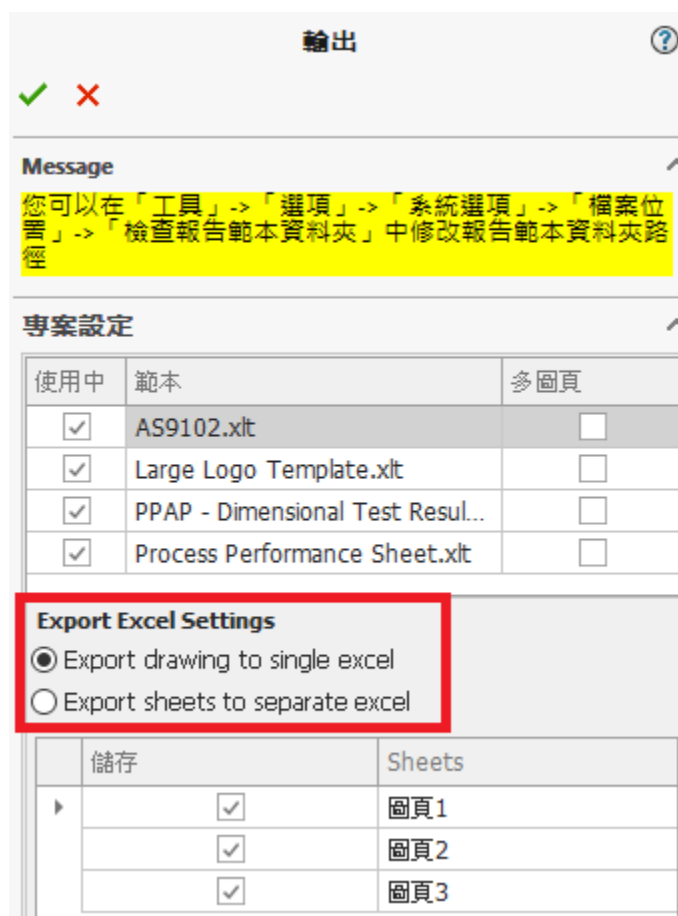 輸出
Message
您可以在「工具」->「選項」->「系統選項」->「檔案位
置」->「檢查報告範本資料夾」中修改報告範本資料夾路
徑
專案設定
使用中 範本 多圖頁
AS9102.xlt
Large Logo Template.xlt
PPAP - Dimensional Test Resul...
Process Performance Sheet.xlt
Export Excel Settings
Export drawing to single excel
Export sheets to separate excel
儲存 Sheets
圖頁1
圖頁2
圖頁3